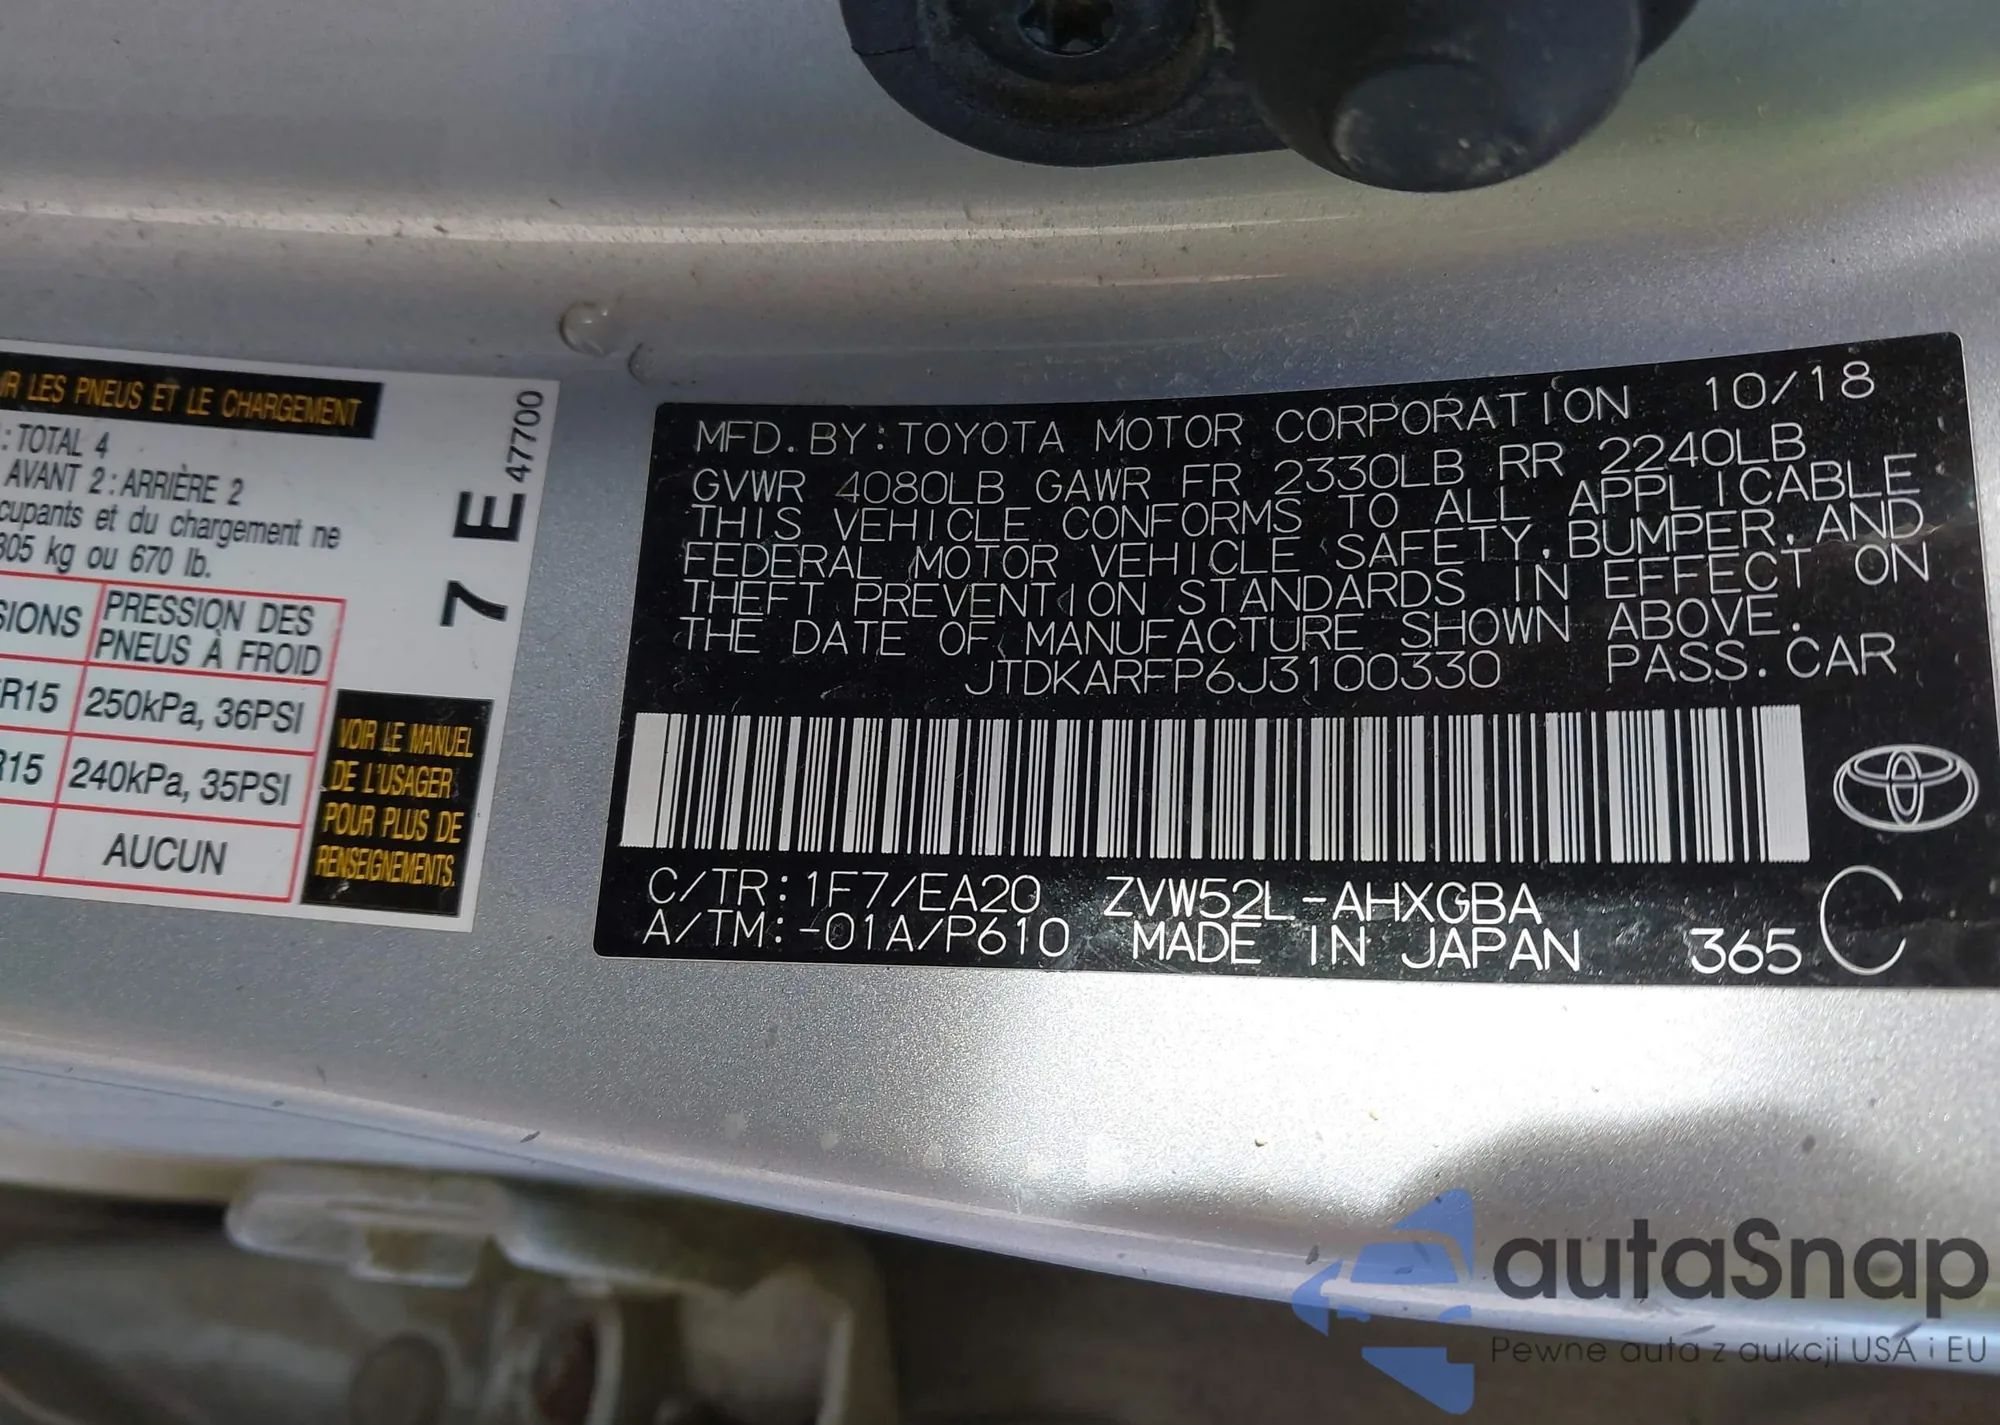 R LES PNEUS ET LE CHARGEMENT
: TOTAL 4
AVANT 2 : ARRIÈRE 2
cupants et du chargement ne
305 kg ou 670 lb.
SIONS
PRESSION DES
PNEUS À FROID
R15
250kPa, 36PSI
R15
240kPa, 35PSI
AUCUN
7 E 47700
VOIR LE MANUEL
DE L'USAGER
POUR PLUS DE
RENSEIGNEMENTS.
MFD. BY: TOYOTA MOTOR CORPORATION 10/18
GVWR 4080LB GAWR FR 2330LB RR 2240LB
THIS VEHICLE CONFORMS TO ALL APPLICABLE
FEDERAL MOTOR VEHICLE SAFETY, BUMPER, AND
THEFT PREVENTION STANDARDS IN EFFECT ON
THE DATE OF MANUFACTURE SHOWN ABOVE.
JTDKARFP6J3100330 PASS. CAR
C/TR: 1F7/EA20 ZVW52L-AHXGBA
A/TM: -01A/P610 MADE IN JAPAN 365 C
autaSnap
Pewne auta z aukcji USA i EU